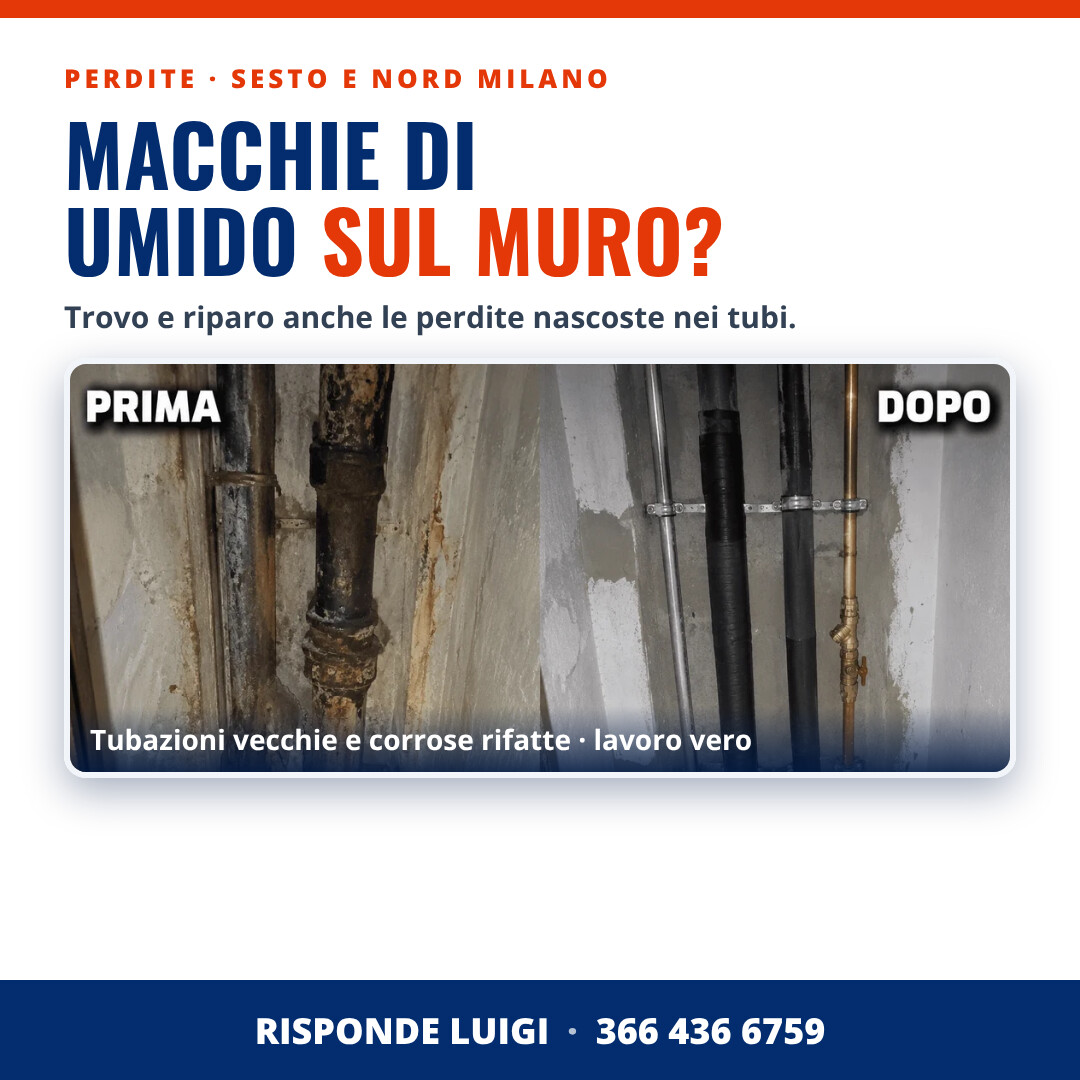 PERDITE · SESTO E NORD MILANO
MACCHIE DI
UMIDO SUL MURO?
Trovo e riparo anche le perdite nascoste nei tubi.
PRIMA
DOPO
Tubazioni vecchie e corrose rifatte · lavoro vero
RISPONDE LUIGI · 366 436 6759